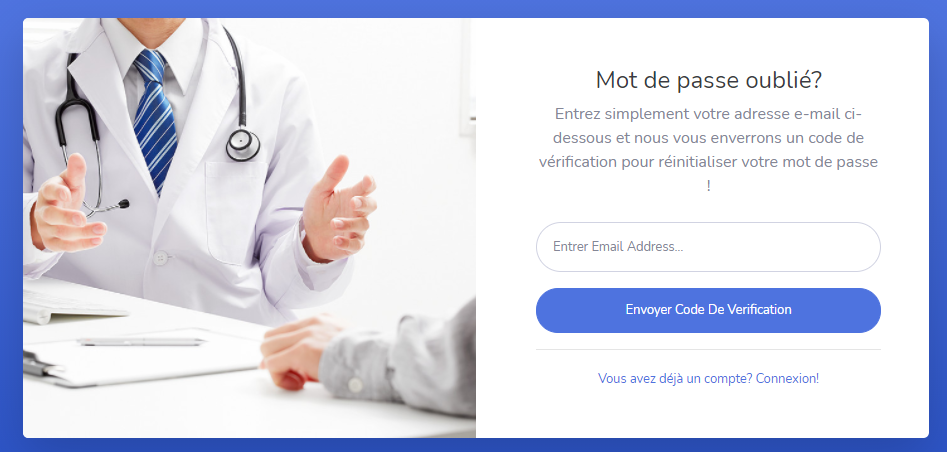 Mot de passe oublié?
Entrez simplement votre adresse e-mail ci-
dessous et nous vous enverrons un code de
vérification pour réinitialiser votre mot de passe
!
Entrer Email Address...
Envoyer Code De Verification
Vous avez déjà un compte? Connexion!